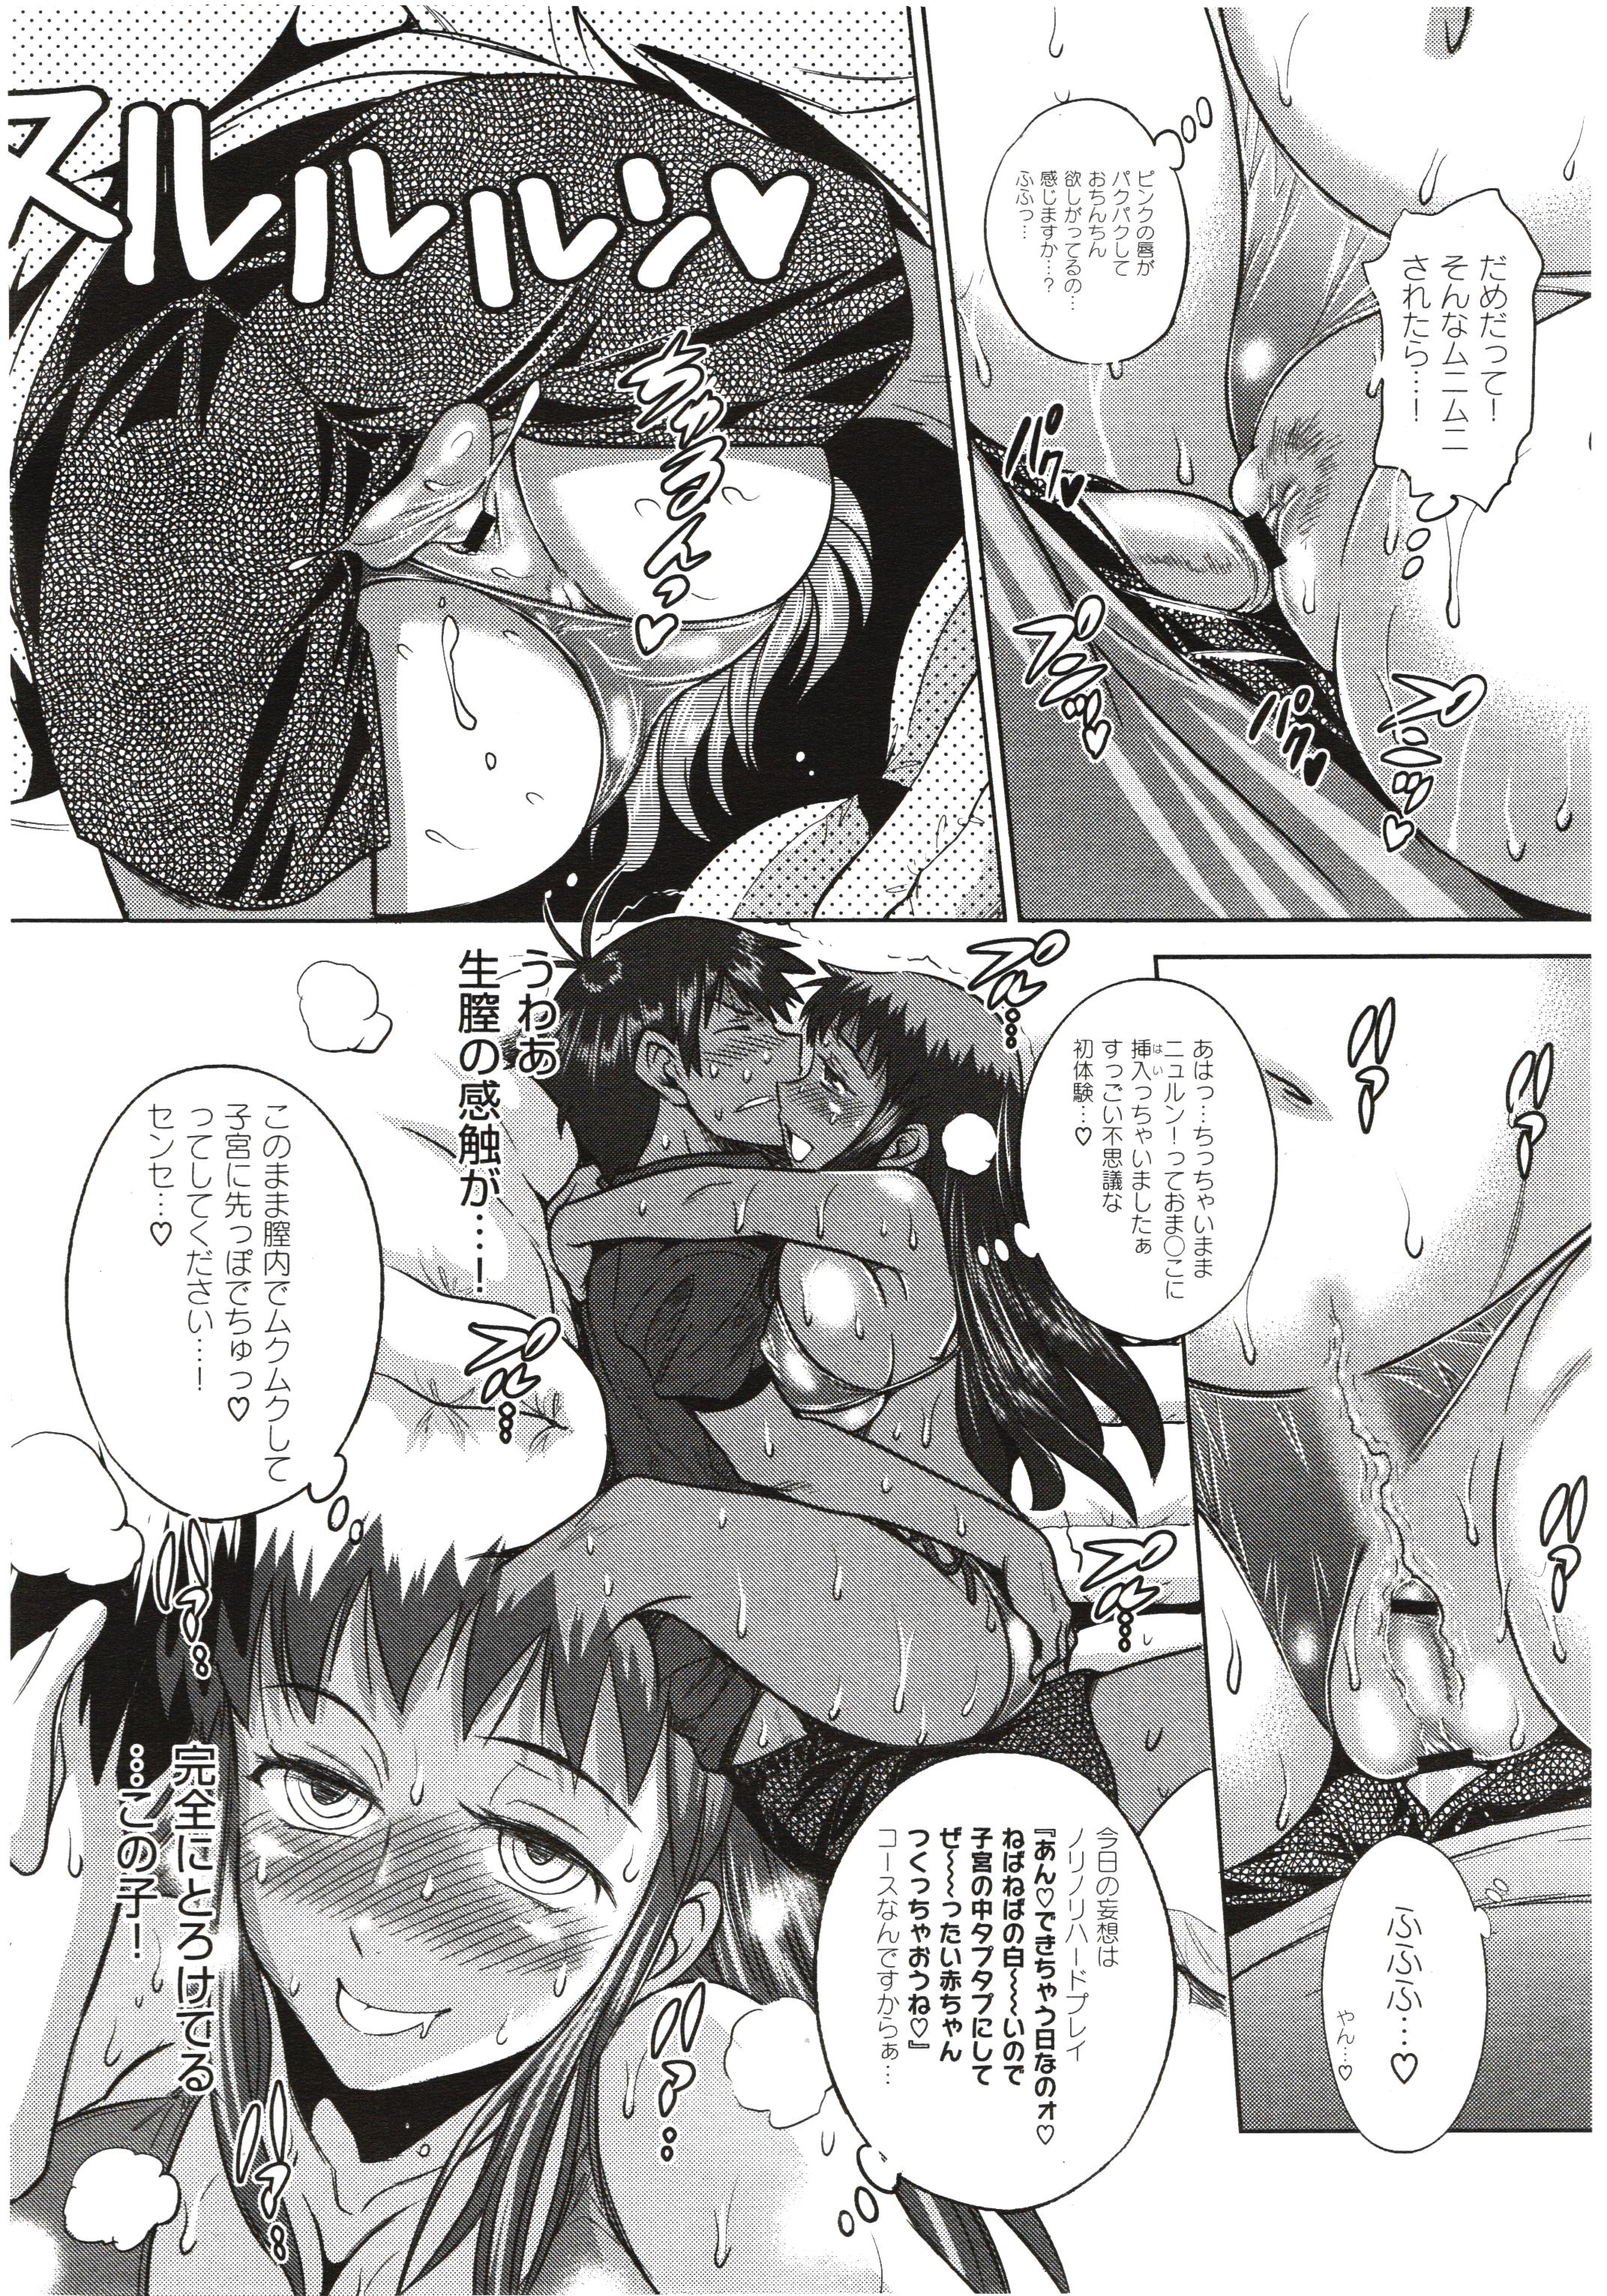 だめだって！
そんなムニムニ
されたら…！
ピンクの唇が
パクパクして
おちんちん
欲しがってるの…
感じますか…？
ふふっ…
パク♥
プニッ♥
パク♥
プニッ♥
ヌルルルルン♥
ちゅるるんっ♥
ふふふ…♡
やん…♡
あはっ…ちっちゃいまま
ニュルン！っておま○こに
挿入っちゃいましたぁ
はい
すっごい不思議な
初体験…♡
うわあ
生膣の感触が…！
プル…
プル…
プル…
このまま膣内でムクムクして
子宮に先っぽでちゅっ♡
ってしてください…！
センセ…♡
今日の妄想は
ノリノリハードプレイ
『あん♡できちゃう日なのォ♡
ねばねばの白〜〜いので
子宮の中タプタプにして
ぜ〜〜ったい赤ちゃん
つくっちゃおうね♡』
コースなんですからぁ…
完全にとろけてる
…この子！